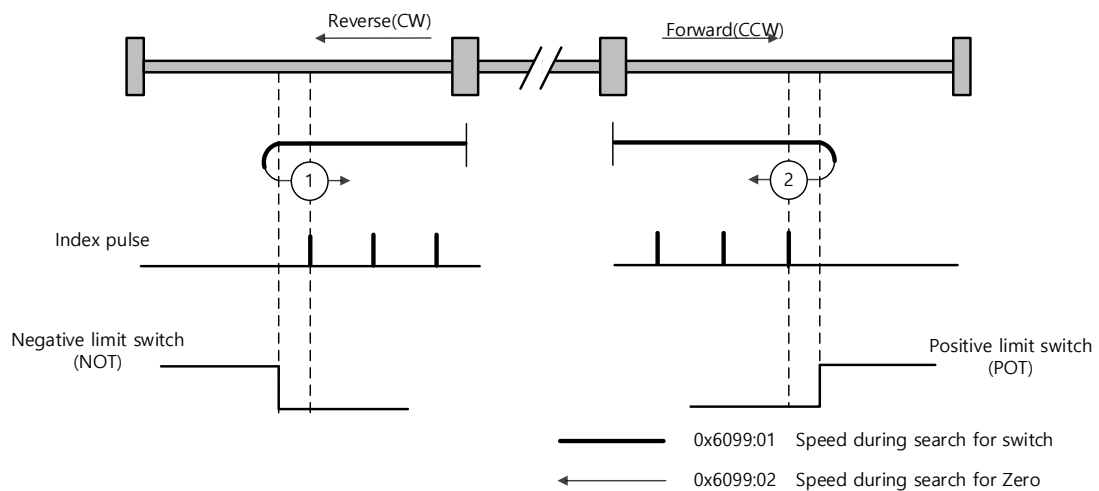 Reverse(CW)
Forward(CCW)
1
2
Index pulse
Negative limit switch
(NOT)
Positive limit switch
(POT)
0x6099:01 Speed during search for switch
0x6099:02 Speed during search for Zero